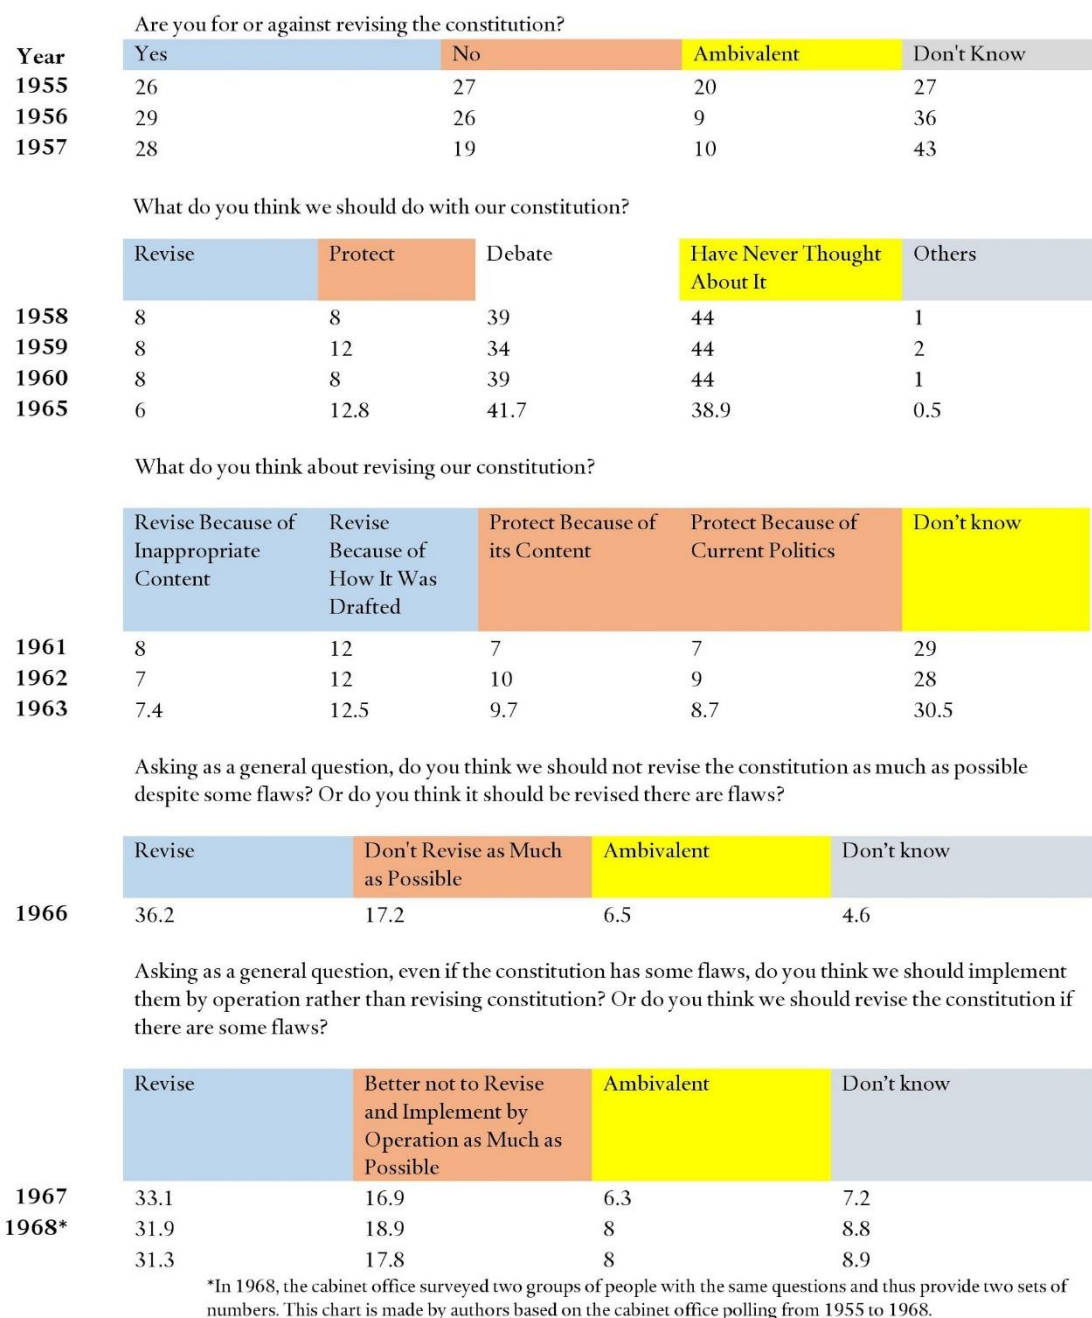 Are you for or against revising the constitution?
Year Yes No Ambivalent Don't Know
1955 26 27 20 27
1956 29 26 9 36
1957 28 19 10 43
What do you think we should do with our constitution?
Revise Protect Debate Have Never Thought Others
About It
1958 8 8 39 44 1
1959 8 12 34 44 2
1960 8 8 39 44 1
1965 6 12.8 41.7 38.9 0.5
What do you think about revising our constitution?
Revise Because of Revise Protect Because of Protect Because of Don’t know
Inappropriate Because of its Content Current Politics
Content How It Was
Drafted
1961 8 12 7 7 29
1962 7 12 10 9 28
1963 7.4 12.5 9.7 8.7 30.5
Asking as a general question, do you think we should not revise the constitution as much as possible
despite some flaws? Or do you think it should be revised there are flaws?
Revise Don't Revise as Much Ambivalent Don’t know
as Possible
1966 36.2 17.2 6.5 4.6
Asking as a general question, even if the constitution has some flaws, do you think we should implement
them by operation rather than revising constitution? Or do you think we should revise the constitution if
there are some flaws?
Revise Better not to Revise Ambivalent Don’t know
and Implement by
Operation as Much as
Possible
1967 33.1 16.9 6.3 7.2
1968* 31.9 18.9 8 8.8
31.3 17.8 8 8.9
*In 1968, the cabinet office surveyed two groups of people with the same questions and thus provide two sets of
numbers. This chart is made by authors based on the cabinet office polling from 1955 to 1968.